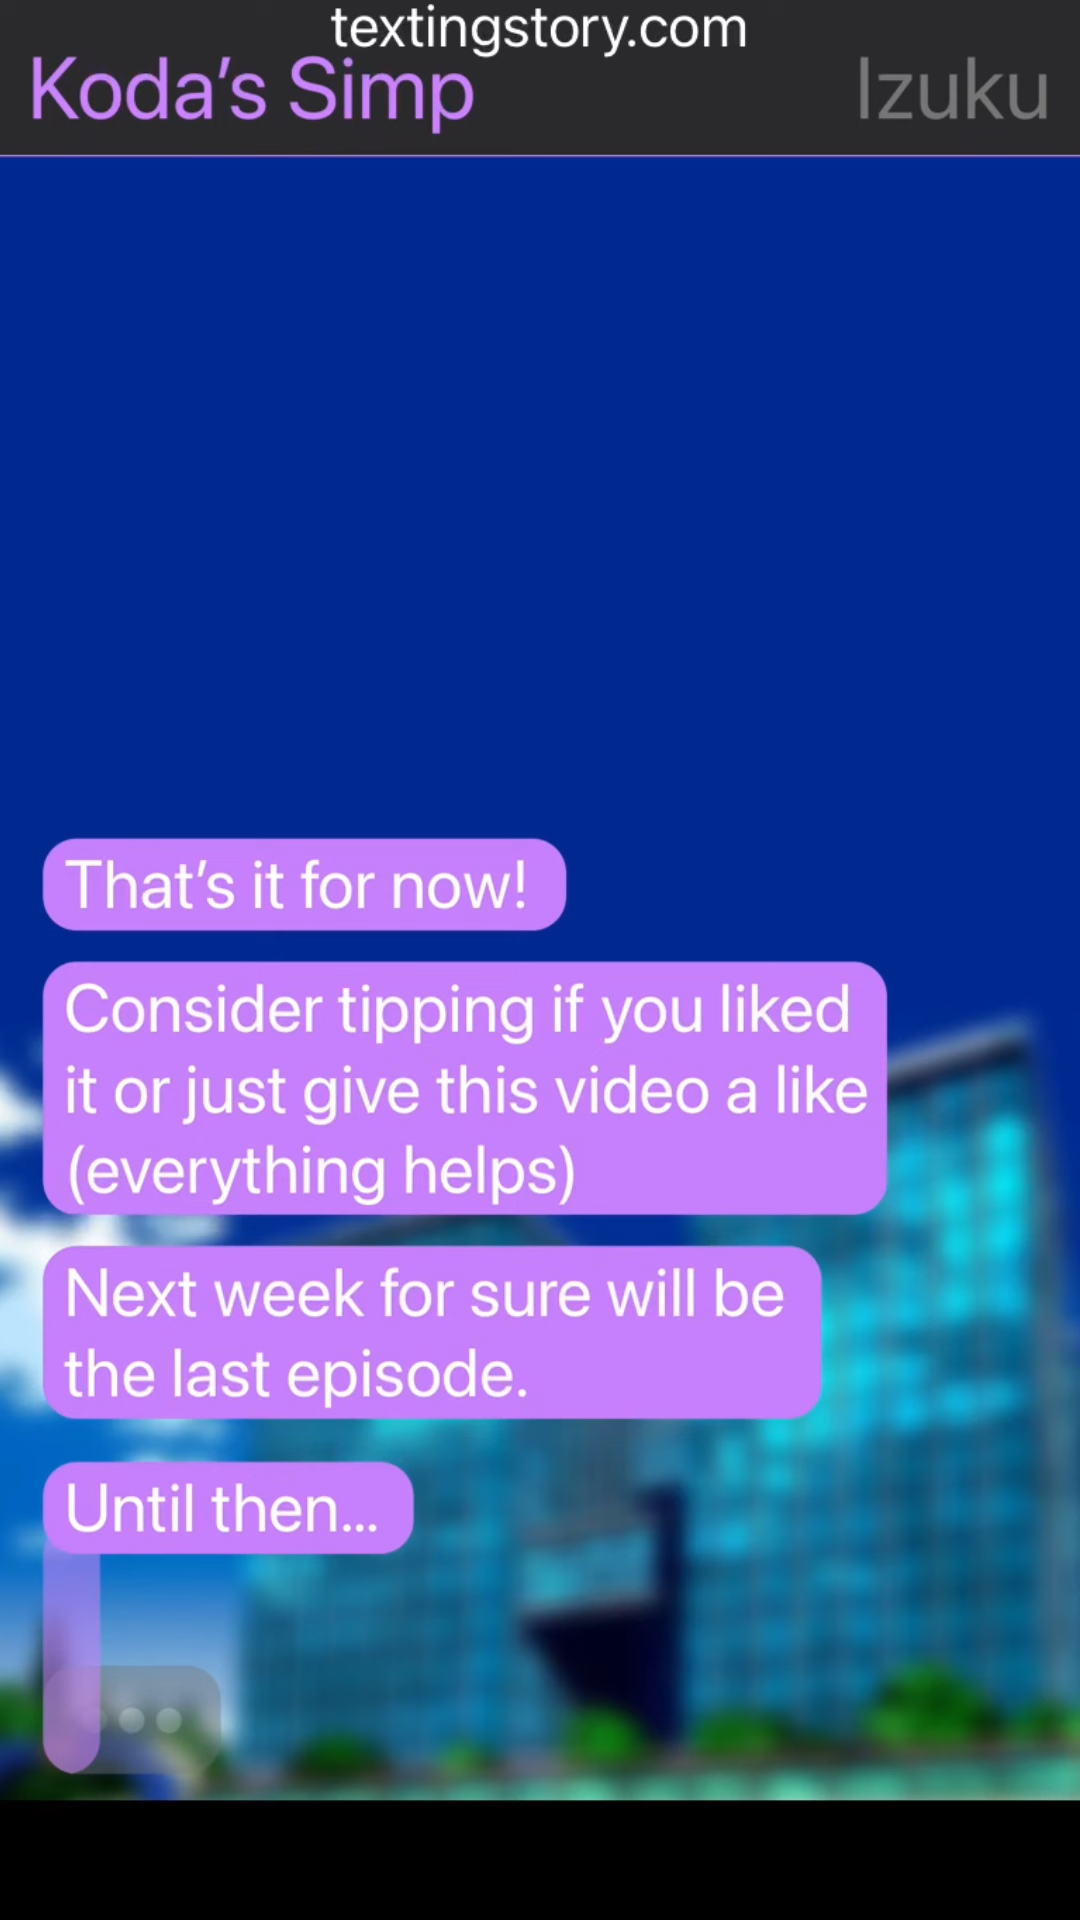 textingstory.com
Koda’s Simp
Izuku
That’s it for now!
Consider tipping if you liked
it or just give this video a like
(everything helps)
Next week for sure will be
the last episode.
Until then...